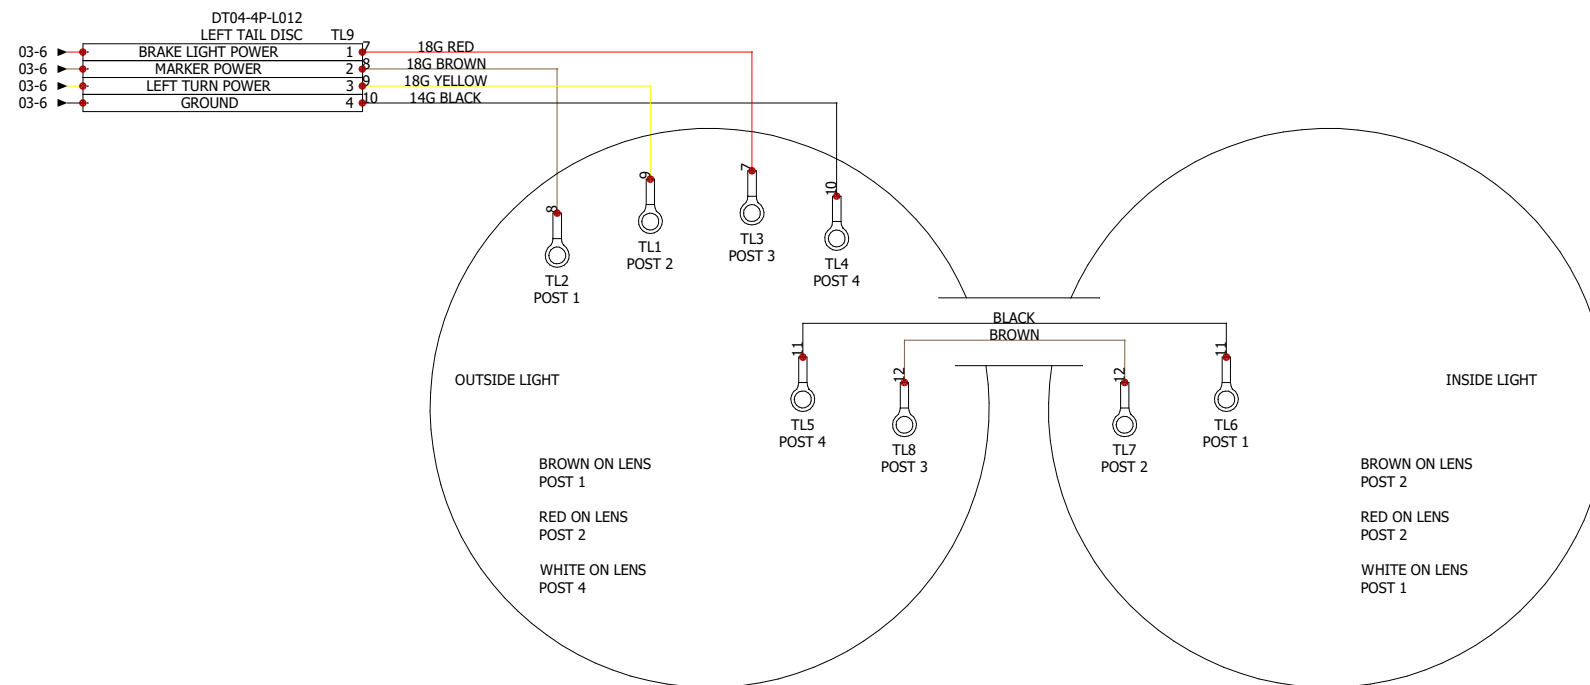 DT04-4P-L012
LEFT TAIL DISC TL9
03-6 BRAKE LIGHT POWER 1 7 18G RED
03-6 MARKER POWER 2 8 18G BROWN
03-6 LEFT TURN POWER 3 9 18G YELLOW
03-6 GROUND 4 10 14G BLACK
8
TL2
POST 1
9
TL1
POST 2
7
TL3
POST 3
10
TL4
POST 4
BLACK
BROWN
11
TL5
POST 4
12
TL8
POST 3
12
TL7
POST 2
11
TL6
POST 1
OUTSIDE LIGHT
INSIDE LIGHT
BROWN ON LENS
POST 1
RED ON LENS
POST 2
WHITE ON LENS
POST 4
BROWN ON LENS
POST 2
RED ON LENS
POST 2
WHITE ON LENS
POST 1